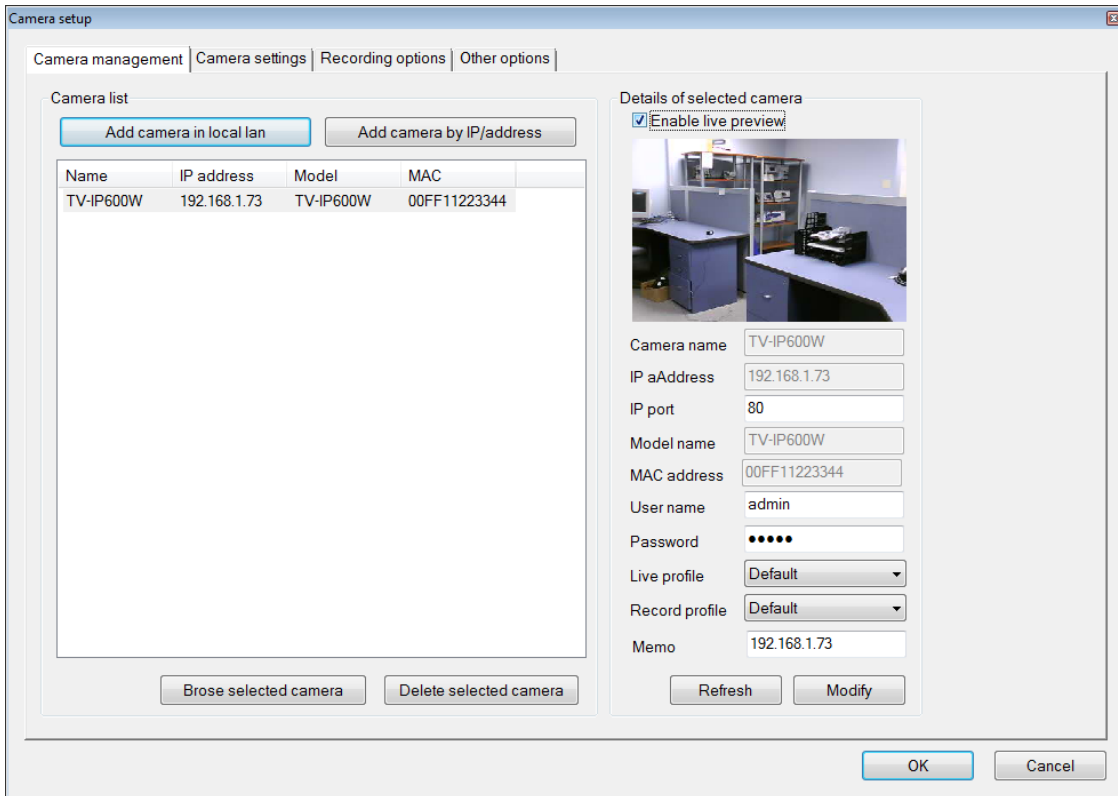 Camera setup
Camera management Camera settings Recording options Other options
Camera list
Add camera in local lan Add camera by IP/address
Name IP address Model MAC
TV-IP600W 192.168.1.73 TV-IP600W 00FF11223344
Brose selected camera Delete selected camera
Details of selected camera
Enable live preview
Camera name TV-IP600W
IP aAddress 192.168.1.73
IP port 80
Model name TV-IP600W
MAC address 00FF11223344
User name admin
Password •••••
Live profile Default
Record profile Default
Memo 192.168.1.73
Refresh Modify
OK Cancel